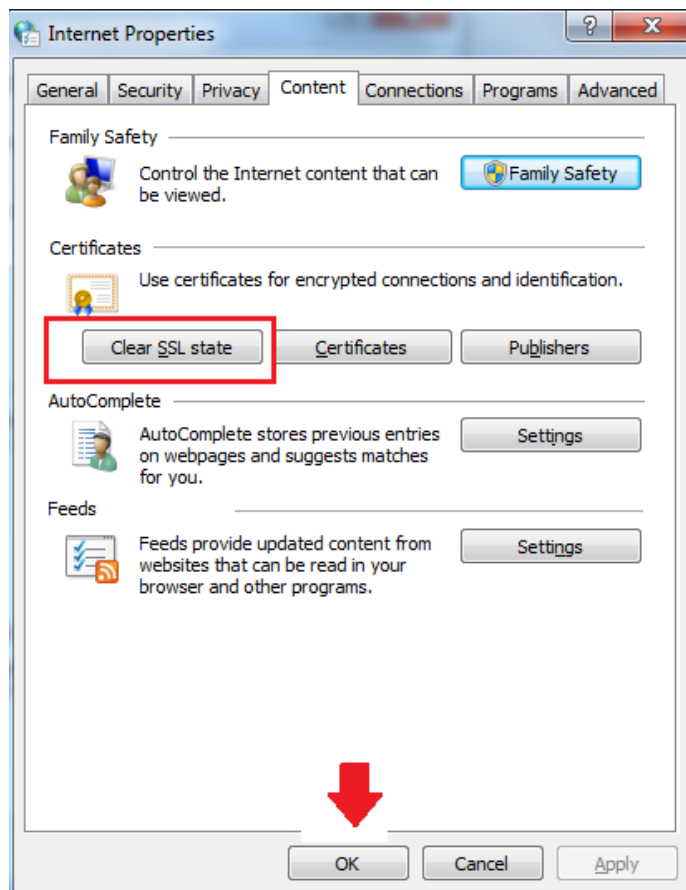 Internet Properties
?
X
General Security Privacy Content Connections Programs Advanced
Family Safety
Control the Internet content that can
be viewed.
Family Safety
Certificates
Use certificates for encrypted connections and identification.
Clear SSL state
Certificates
Publishers
AutoComplete
AutoComplete stores previous entries
on webpages and suggests matches
for you.
Settings
Feeds
Feeds provide updated content from
websites that can be read in your
browser and other programs.
Settings
OK
Cancel
Apply